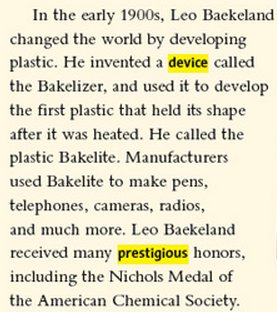 In the early 1900s, Leo Baekeland
changed the world by developing
plastic. He invented a device called
the Bakelizer, and used it to develop
the first plastic that held its shape
after it was heated. He called the
plastic Bakelite. Manufacturers
used Bakelite to make pens,
telephones, cameras, radios,
and much more. Leo Baekeland
received many prestigious honors,
including the Nichols Medal of
the American Chemical Society.